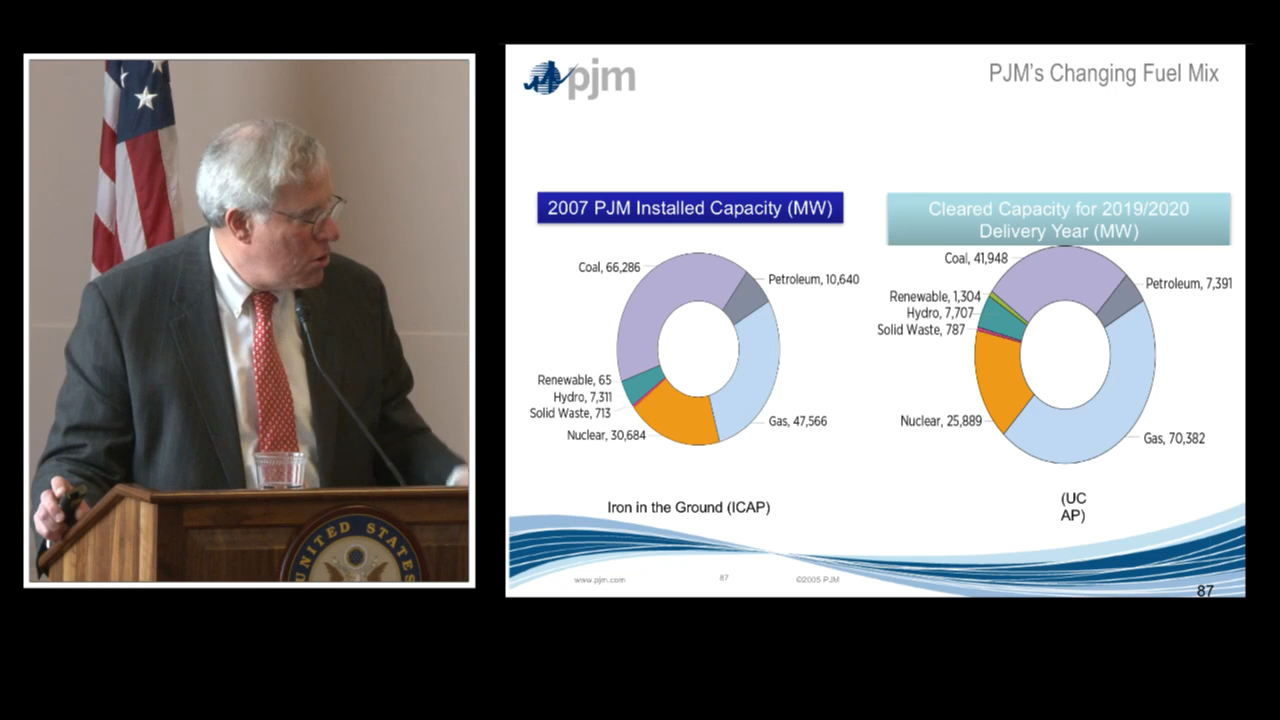 UNITED STATES
pjm
PJM's Changing Fuel Mix
2007 PJM Installed Capacity (MW)
Coal, 66,286
Petroleum, 10,640
Renewable, 65
Hydro, 7,311
Solid Waste, 713
Nuclear, 30,684
Gas, 47,566
Iron in the Ground (ICAP)
Cleared Capacity for 2019/2020
Delivery Year (MW)
Coal, 41,948
Petroleum, 7,391
Renewable, 1,304
Hydro, 7,707
Solid Waste, 787
Nuclear, 25,889
Gas, 70,382
(UC
AP)
www.pjm.com
87
©2005 PJM
87